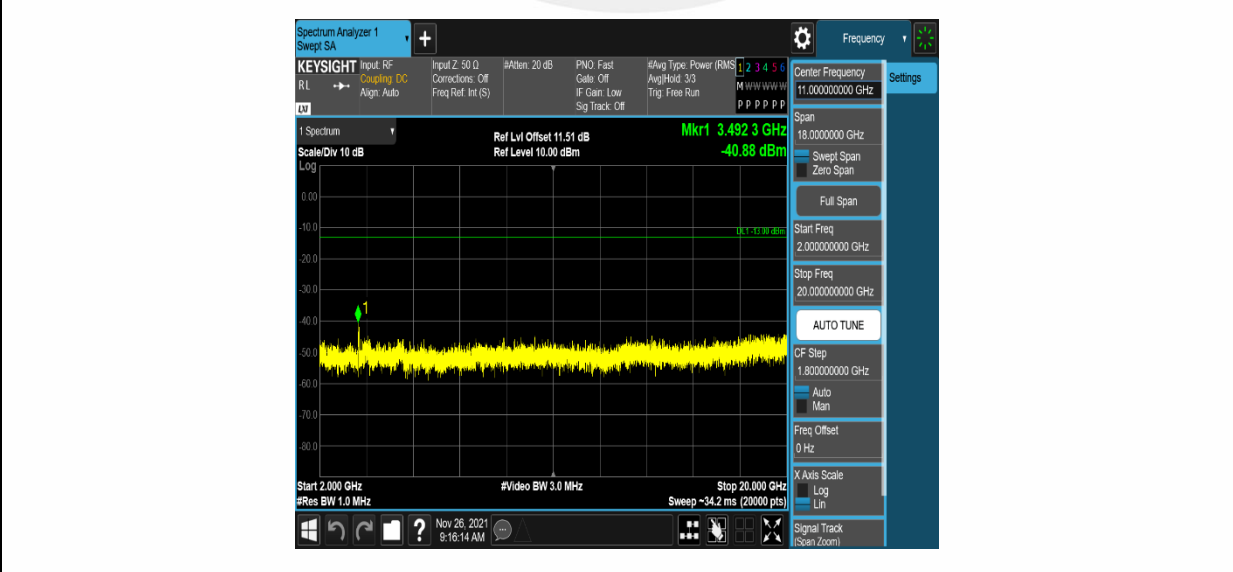 Spectrum Analyzer 1
Swept SA
+
Frequency
KEYSIGHT
RL
LXI
Input: RF
Coupling: DC
Align: Auto
Input Z: 50 Ω
Corrections: Off
Freq Ref: Int (S)
#Atten: 20 dB
PNO: Fast
Gate: Off
IF Gain: Low
Sig Track: Off
#Avg Type: Power (RMS
Avg|Hold: 3/3
Trig: Free Run
1 2 3 4 5 6
M W W W W W
P P P P P P
1 Spectrum
Scale/Div 10 dB
Log
Ref Lvl Offset 11.51 dB
Ref Level 10.00 dBm
Mkr1 3.492 3 GHz
-40.88 dBm
0.00
-10.0
DL1 -13.00 dBm
-20.0
-30.0
1
-40.0
-50.0
-60.0
-70.0
-80.0
Start 2.000 GHz
#Res BW 1.0 MHz
#Video BW 3.0 MHz
Stop 20.000 GHz
Sweep ~34.2 ms (20000 pts)
?
Nov 26, 2021
9:16:14 AM
Center Frequency
11.000000000 GHz
Settings
Span
18.0000000 GHz
Swept Span
Zero Span
Full Span
Start Freq
2.000000000 GHz
Stop Freq
20.000000000 GHz
AUTO TUNE
CF Step
1.800000000 GHz
Auto
Man
Freq Offset
0 Hz
X Axis Scale
Log
Lin
Signal Track
(Span Zoom)